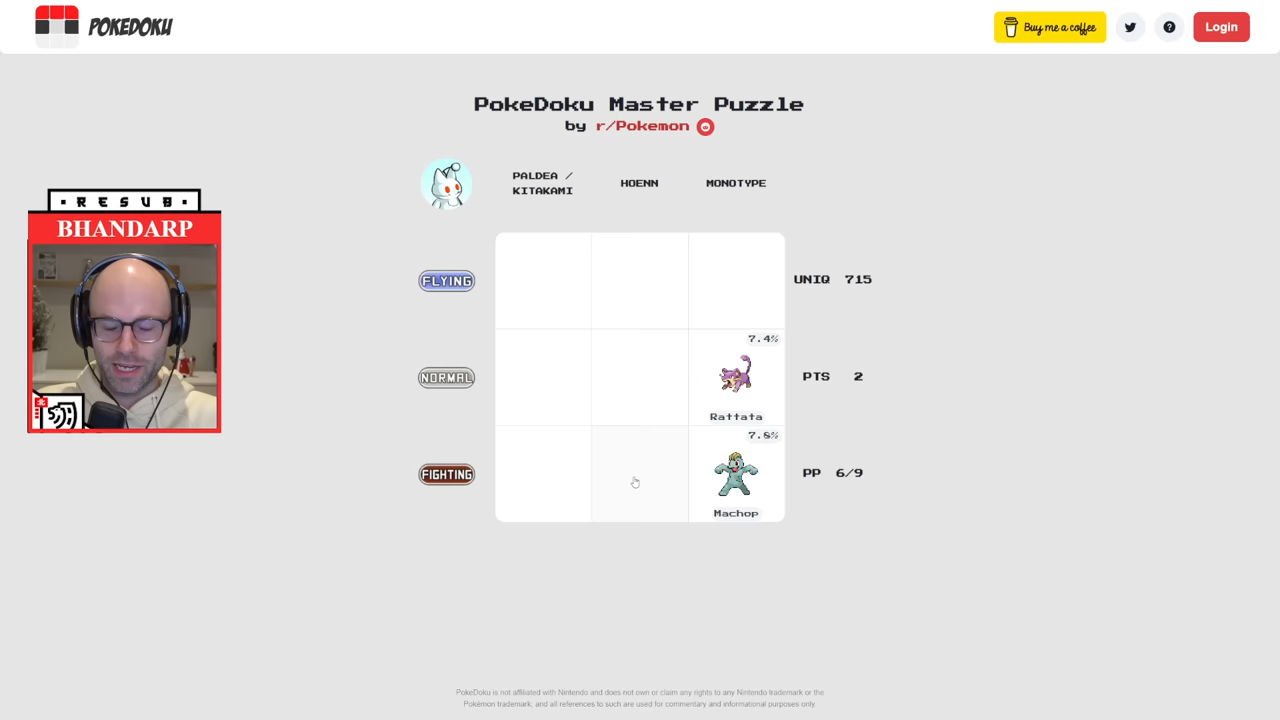 POKEDOKU
Buy me a coffee
Login
PokeDoku Master Puzzle
by r/Pokemon
PALDEA /
KITAKAMI
HOENN
MONOTYPE
• R E S U B •
BHANDARP
FLYING
UNIQ 715
NORMAL
7.4%
Rattata
PTS 2
FIGHTING
7.8%
Machop
PP 6/9
PokeDoku is not affiliated with Nintendo and does not own or claim any rights to any Nintendo trademark or the
Pokémon trademark, and all references to such are used for commentary and informational purposes only.